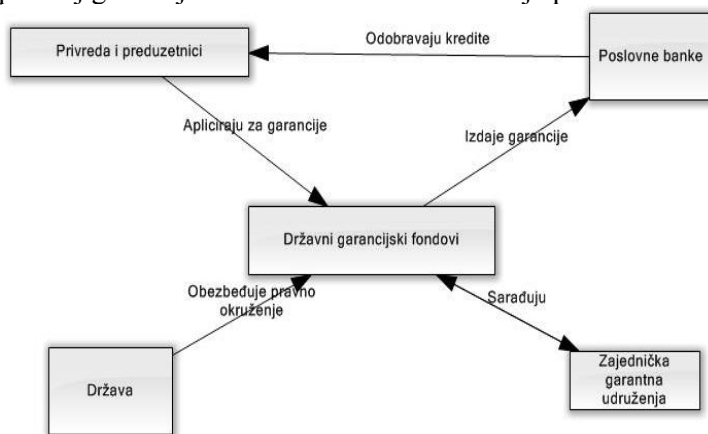 Odobravaju kredite
Privreda i preduzetnici
Poslovne banke
Apliciraju za garancije
Izdaje garancije
Državni garancijski fondovi
Obezbeđuje pravno
okruženje
Sarađuju
Država
Zajednička
garantna
udruženja